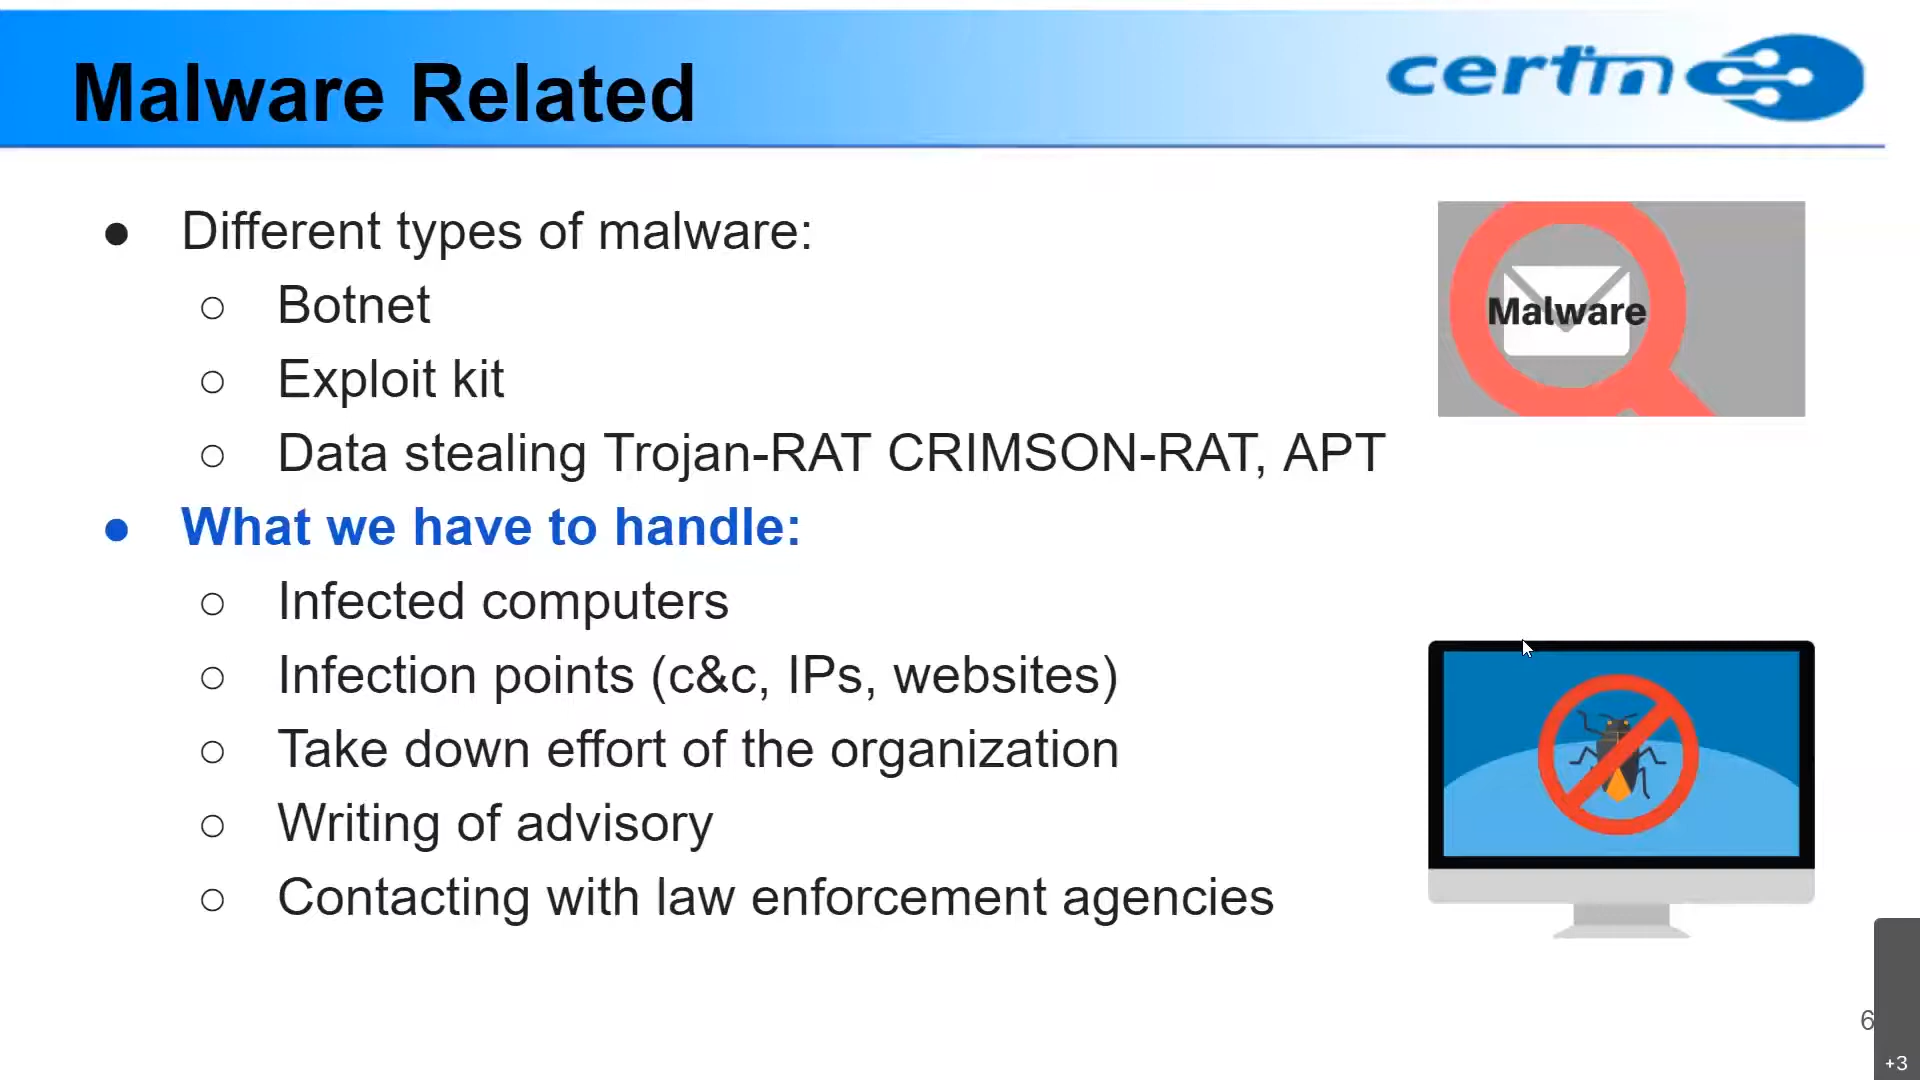 Malware Related
certin
● Different types of malware:
○ Botnet
○ Exploit kit
○ Data stealing Trojan-RAT CRIMSON-RAT, APT
● What we have to handle:
○ Infected computers
○ Infection points (c&c, IPs, websites)
○ Take down effort of the organization
○ Writing of advisory
○ Contacting with law enforcement agencies
Malware
6
+3